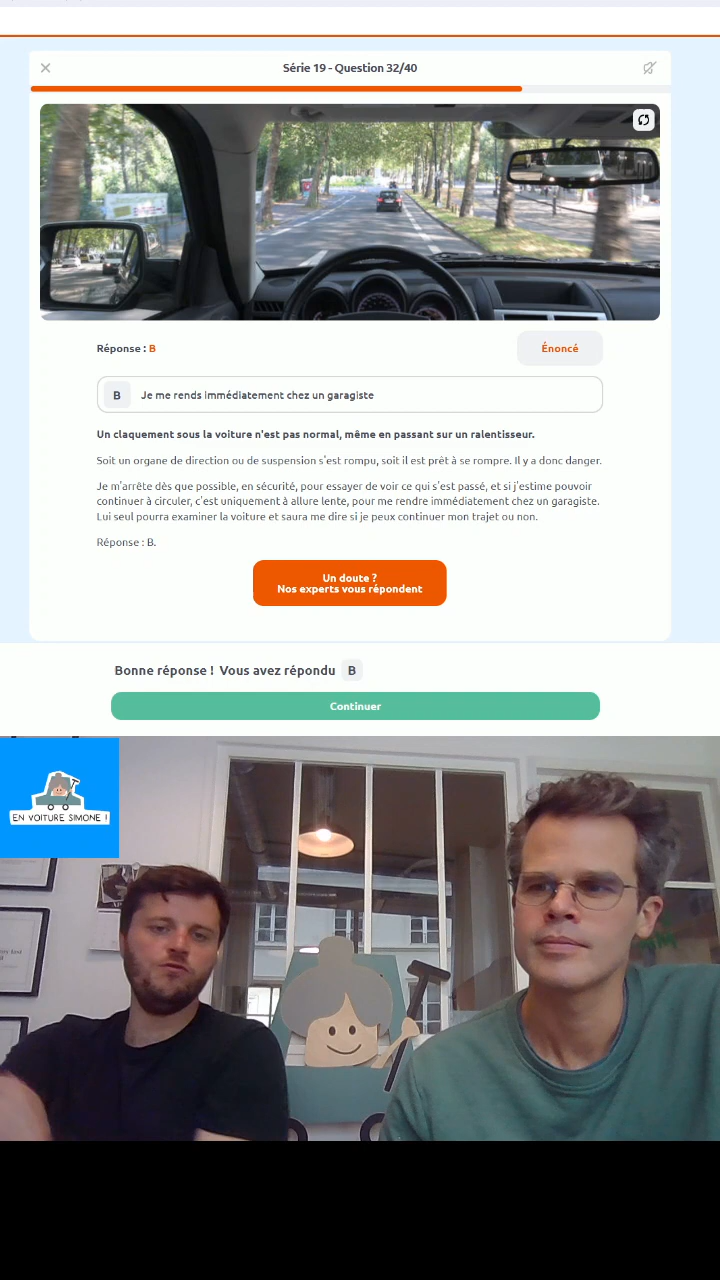 Série 19 - Question 32/40
Réponse : B
Énoncé
B Je me rends immédiatement chez un garagiste
Un claquement sous la voiture n'est pas normal, même en passant sur un ralentisseur.
Soit un organe de direction ou de suspension s'est rompu, soit il est prêt à se rompre. Il y a donc danger.
Je m'arrête dès que possible, en sécurité, pour essayer de voir ce qui s'est passé, et si j'estime pouvoir
continuer à circuler, c'est uniquement à allure lente, pour me rendre immédiatement chez un garagiste.
Lui seul pourra examiner la voiture et saura me dire si je peux continuer mon trajet ou non.
Réponse : B.
Un doute ?
Nos experts vous répondent
Bonne réponse ! Vous avez répondu B
Continuer
EN VOITURE SIMONE !